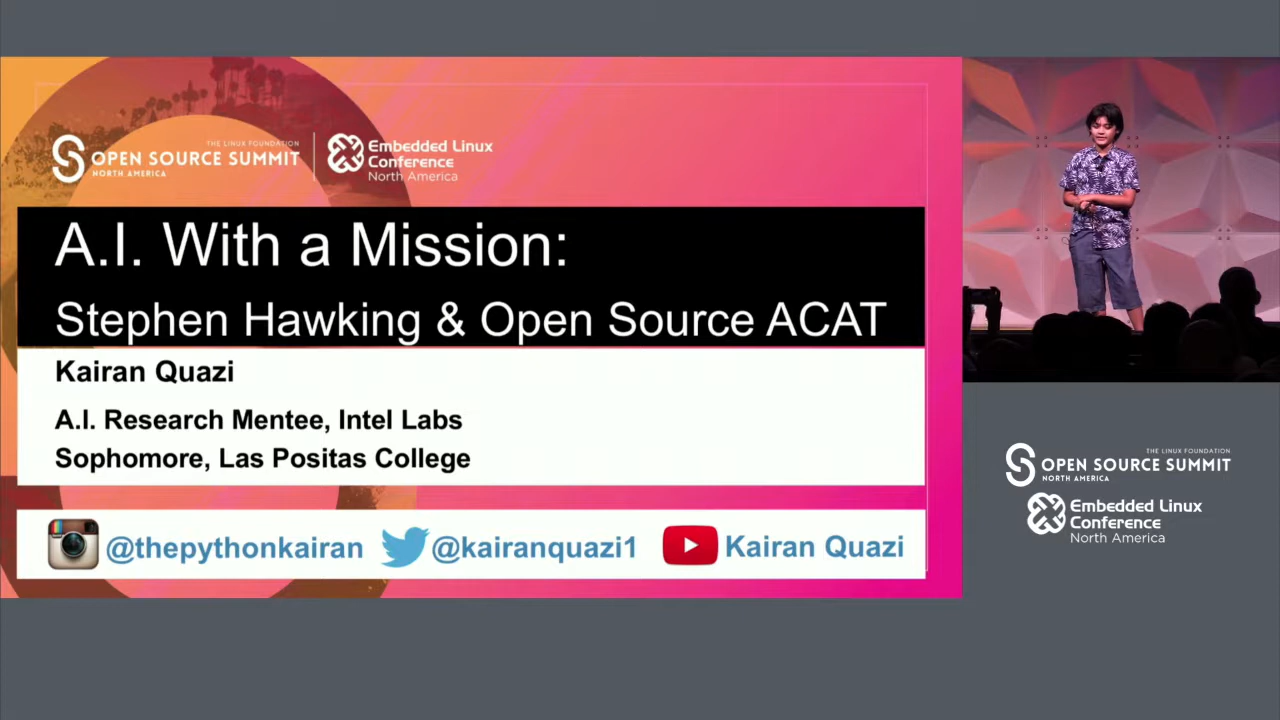 THE LINUX FOUNDATION
OPEN SOURCE SUMMIT
NORTH AMERICA
Embedded Linux
Conference
North America
A.I. With a Mission:
Stephen Hawking & Open Source ACAT
Kairan Quazi
A.I. Research Mentee, Intel Labs
Sophomore, Las Positas College
@thepythonkairan
@kairanquazi1
Kairan Quazi
THE LINUX FOUNDATION
OPEN SOURCE SUMMIT
NORTH AMERICA
Embedded Linux
Conference
North America